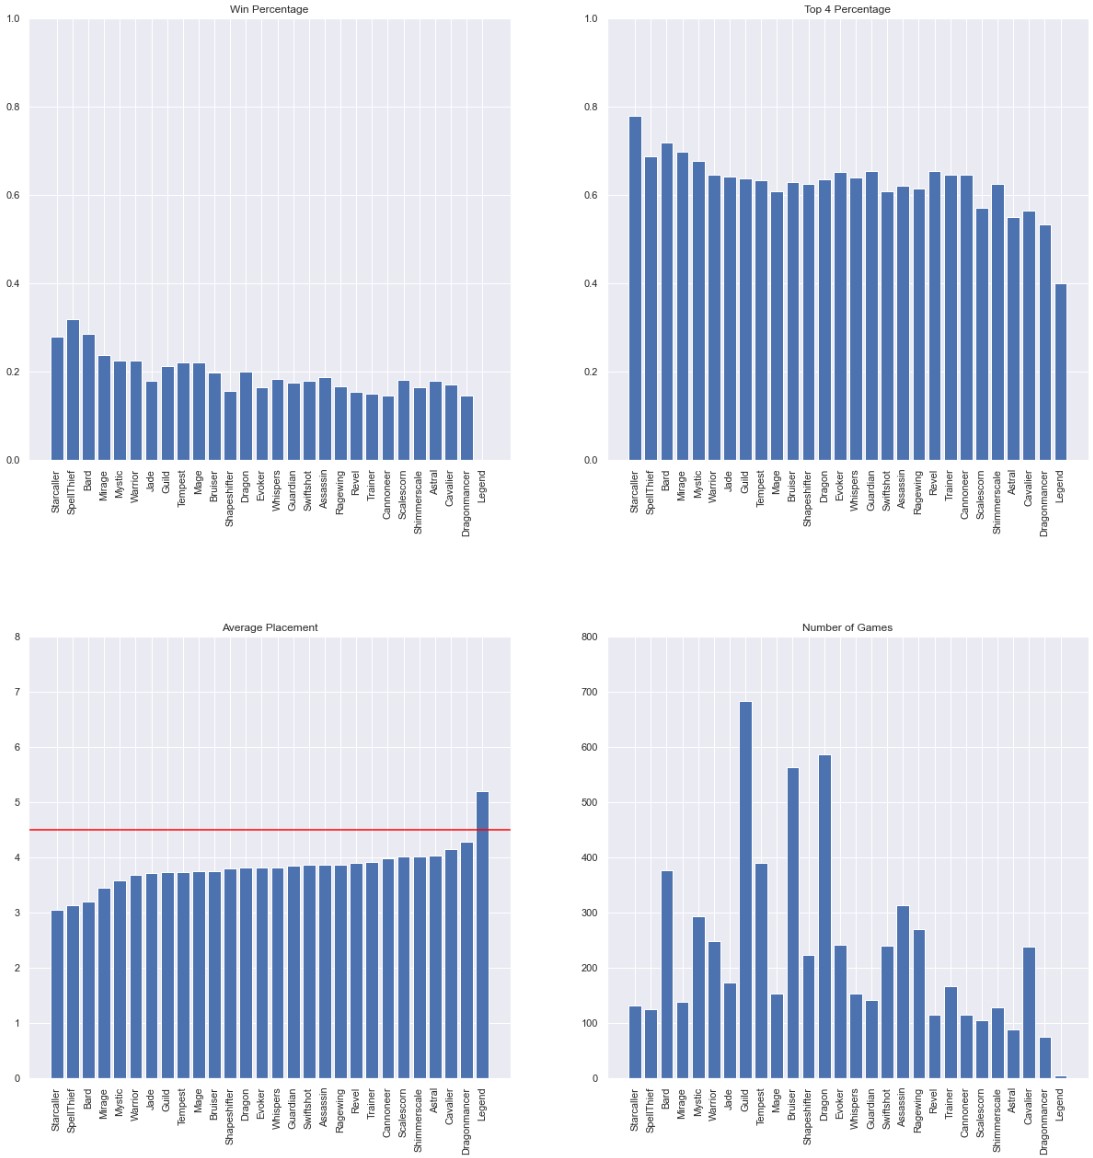 Win Percentage
1.0
0.8
0.6
0.4
0.2
0.0
Starcaller
SpellThief
Bard
Mirage
Mystic
Warrior
Jade
Guild
Tempest
Mage
Bruiser
Shapeshifter
Dragon
Evoker
Whispers
Guardian
Swiftshot
Assassin
Ragewing
Revel
Trainer
Cannoneer
Scalescorn
Shimmerscale
Astral
Cavalier
Dragonmancer
Legend
Top 4 Percentage
1.0
0.8
0.6
0.4
0.2
0.0
Starcaller
SpellThief
Bard
Mirage
Mystic
Warrior
Jade
Guild
Tempest
Mage
Bruiser
Shapeshifter
Dragon
Evoker
Whispers
Guardian
Swiftshot
Assassin
Ragewing
Revel
Trainer
Cannoneer
Scalescorn
Shimmerscale
Astral
Cavalier
Dragonmancer
Legend
Average Placement
8
7
6
5
4
3
2
1
0
Starcaller
SpellThief
Bard
Mirage
Mystic
Warrior
Jade
Guild
Tempest
Mage
Bruiser
Shapeshifter
Dragon
Evoker
Whispers
Guardian
Swiftshot
Assassin
Ragewing
Revel
Trainer
Cannoneer
Scalescorn
Shimmerscale
Astral
Cavalier
Dragonmancer
Legend
Number of Games
800
700
600
500
400
300
200
100
0
Starcaller
SpellThief
Bard
Mirage
Mystic
Warrior
Jade
Guild
Tempest
Mage
Bruiser
Shapeshifter
Dragon
Evoker
Whispers
Guardian
Swiftshot
Assassin
Ragewing
Revel
Trainer
Cannoneer
Scalescorn
Shimmerscale
Astral
Cavalier
Dragonmancer
Legend